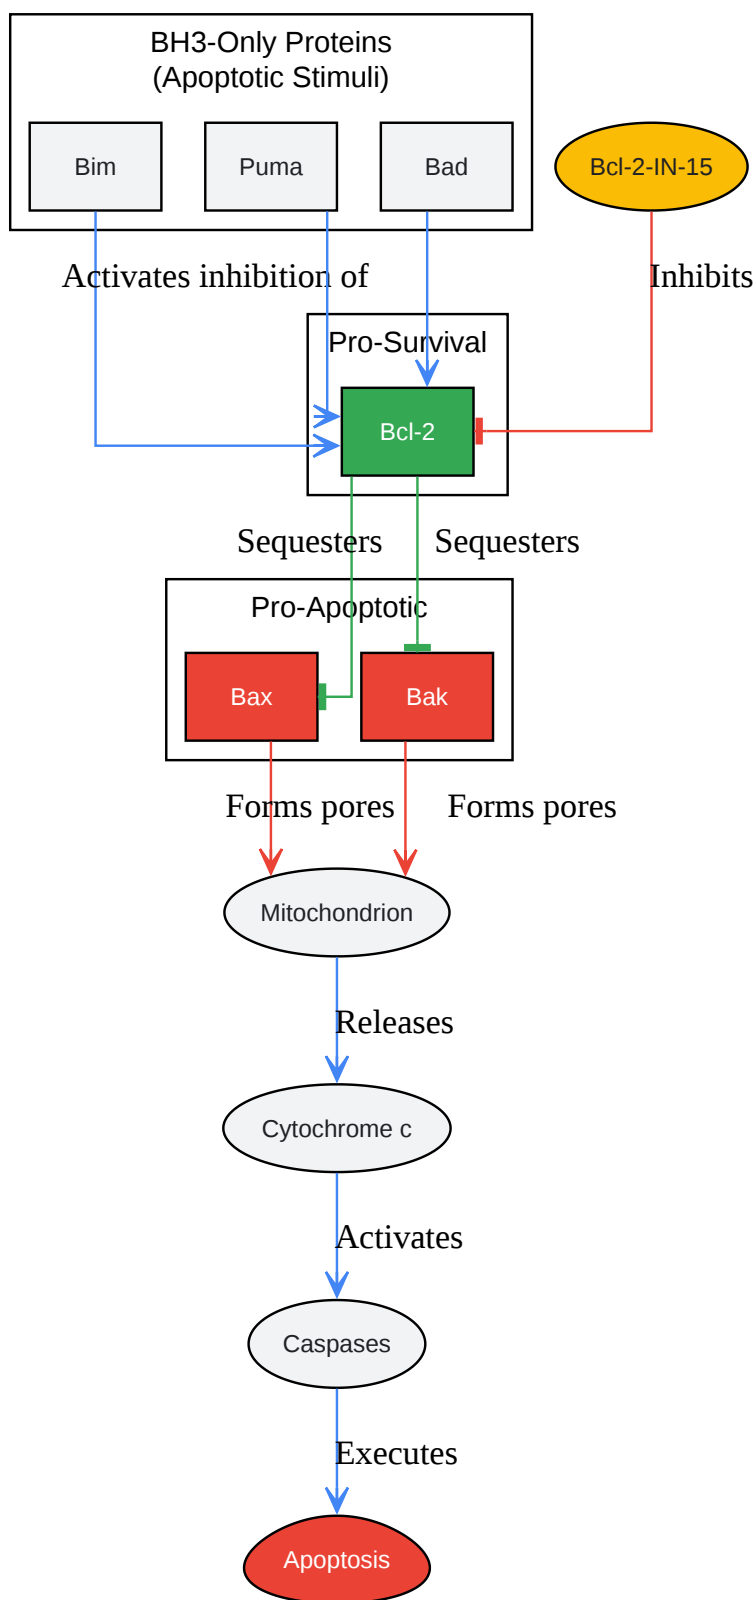 BH3-Only Proteins
(Apoptotic Stimuli)
Bim
Puma
Bad
Bcl-2-IN-15
Activates inhibition of
Inhibits
Pro-Survival
Bcl-2
Sequesters
Sequesters
Pro-Apoptotic
Bax
Bak
Forms pores
Forms pores
Mitochondrion
Releases
Cytochrome c
Activates
Caspases
Executes
Apoptosis